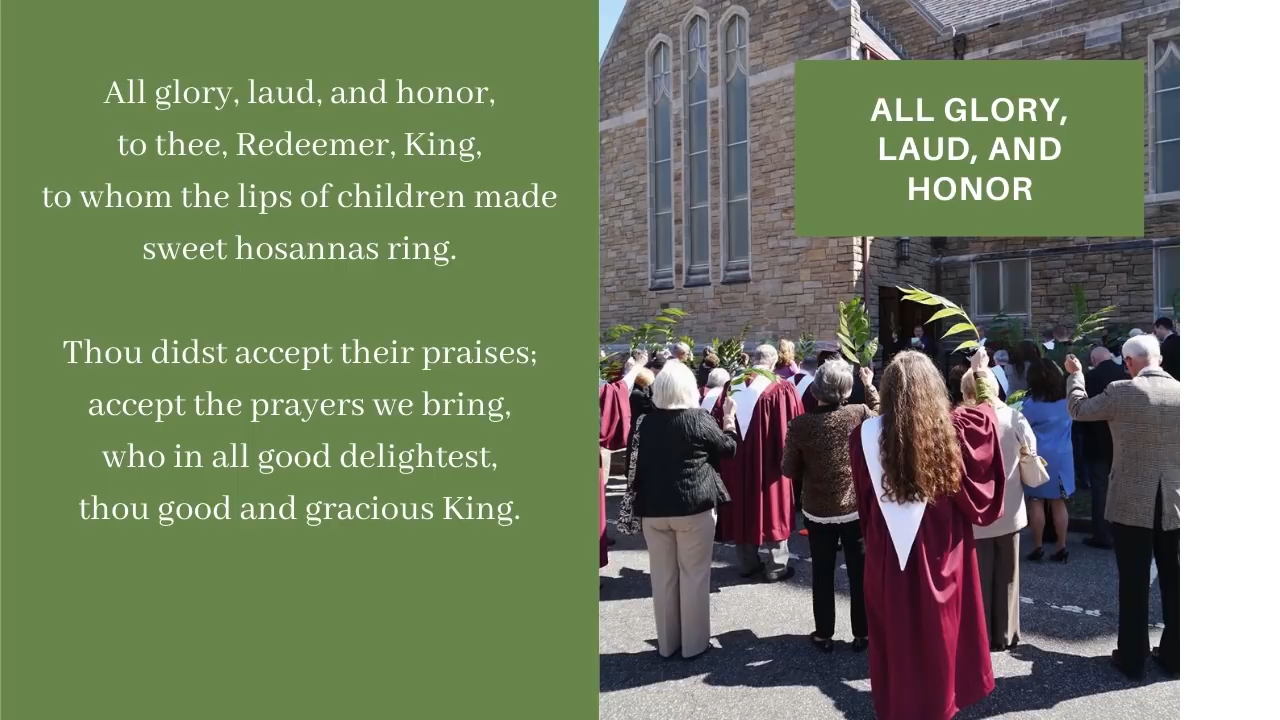 All glory, laud, and honor,
to thee, Redeemer, King,
to whom the lips of children made
sweet hosannas ring.
Thou didst accept their praises;
accept the prayers we bring,
who in all good delightest,
thou good and gracious King.
ALL GLORY,
LAUD, AND
HONOR